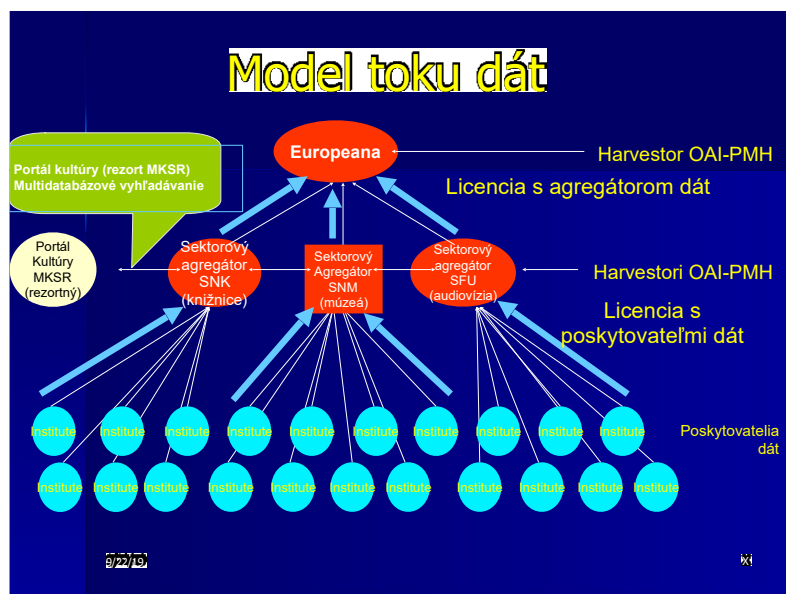 Model toku dát
Europeana
Harvestor OAI-PMH
Portál kultúry (rezort MKSR)
Multidatabázové vyhľadávanie
Licencia s agregátorom dát
Portál
Kultúry
MKSR
(rezortný)
Sektorový
agregátor
SNK
(knižnice)
Sektorový
Agregátor
SNM
(múzeá)
Sektorový
agregátor
SFU
(audiovízia)
Harvestori OAI-PMH
Licencia s
poskytovateľmi dát
Institute
Institute
Institute
Institute
Institute
Institute
Institute
Institute
Institute
Institute
Poskytovatelia
dát
Institute
Institute
Institute
Institute
Institute
Institute
Institute
Institute
Institute
Institute
Institute
9/22/19